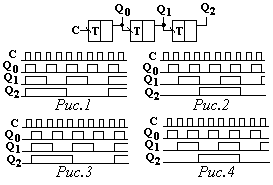 Q0 Q1 Q2
C T T T
C C
Q0 Q0
Q1 Q1
Q2 Q2
Рис.1 Рис.2
C C
Q0 Q0
Q1 Q1
Q2 Q2
Рис.3 Рис.4